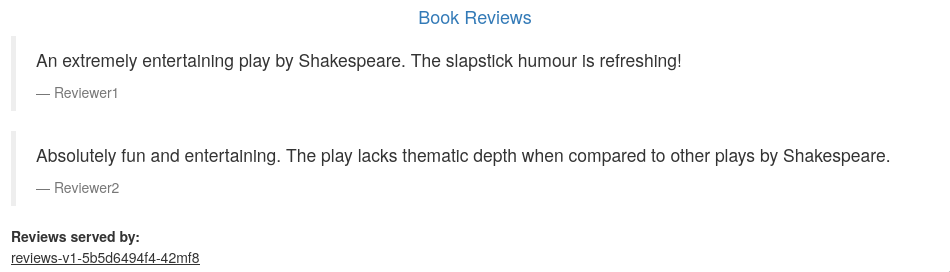 Book Reviews
An extremely entertaining play by Shakespeare. The slapstick humour is refreshing!
— Reviewer1
Absolutely fun and entertaining. The play lacks thematic depth when compared to other plays by Shakespeare.
— Reviewer2
Reviews served by:
reviews-v1-5b5d6494f4-42mf8